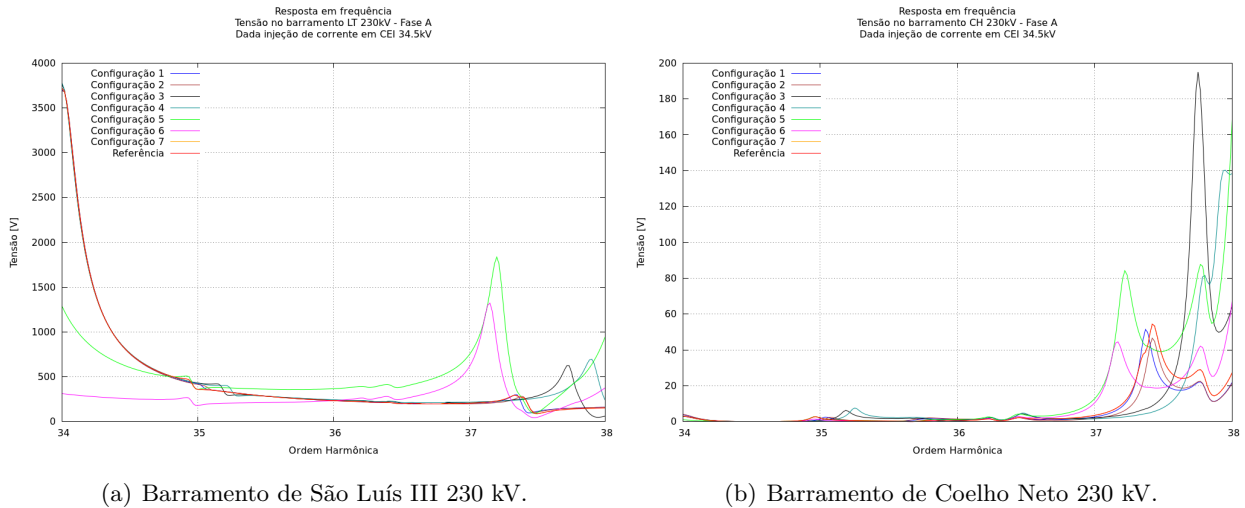 Resposta em frequência
Tensão no barramento LT 230kV - Fase A
Dada injeção de corrente em CEI 34.5kV
4000
3500
3000
2500
2000
1500
1000
500
0
Tensão [V]
Configuração 1
Configuração 2
Configuração 3
Configuração 4
Configuração 5
Configuração 6
Configuração 7
Referência
34 35 36 37 38
Ordem Harmônica
(a) Barramento de São Luís III 230 kV.
Resposta em frequência
Tensão no barramento CH 230kV - Fase A
Dada injeção de corrente em CEI 34.5kV
200
180
160
140
120
100
80
60
40
20
0
Tensão [V]
Configuração 1
Configuração 2
Configuração 3
Configuração 4
Configuração 5
Configuração 6
Configuração 7
Referência
34 35 36 37 38
Ordem Harmônica
(b) Barramento de Coelho Neto 230 kV.